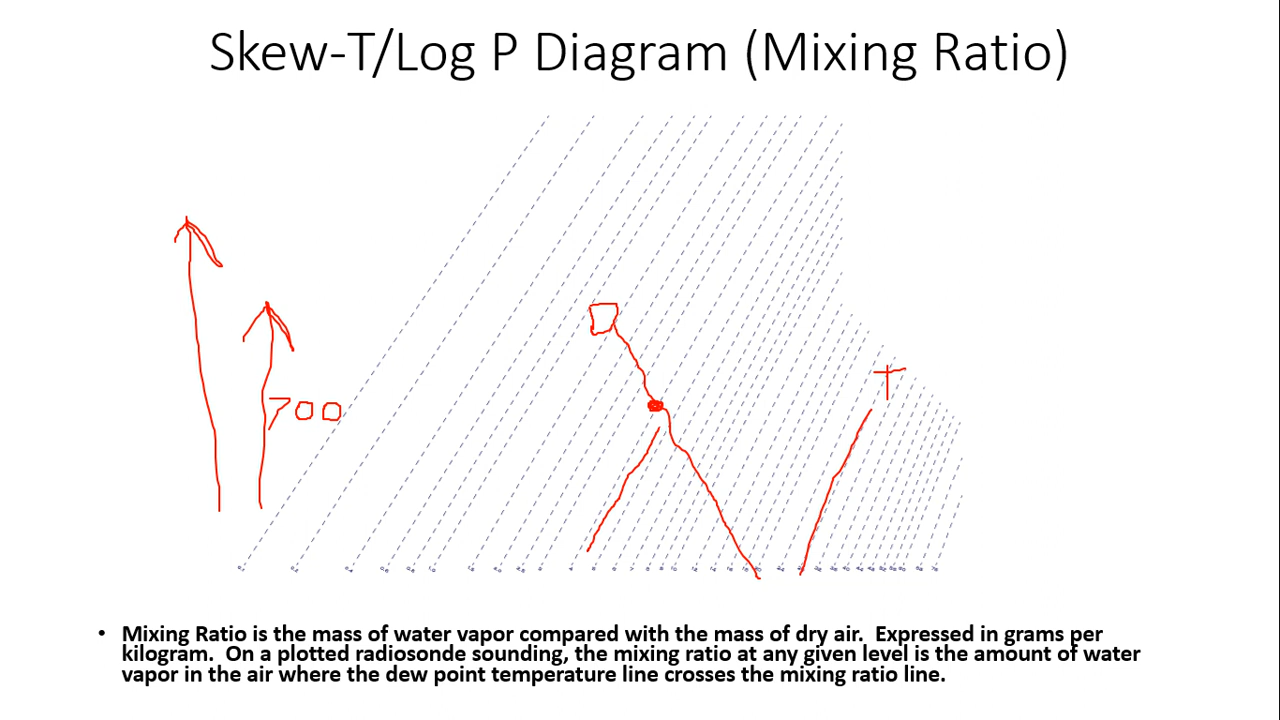 Skew-T/Log P Diagram (Mixing Ratio)
700
T
• Mixing Ratio is the mass of water vapor compared with the mass of dry air. Expressed in grams per
kilogram. On a plotted radiosonde sounding, the mixing ratio at any given level is the amount of water
vapor in the air where the dew point temperature line crosses the mixing ratio line.